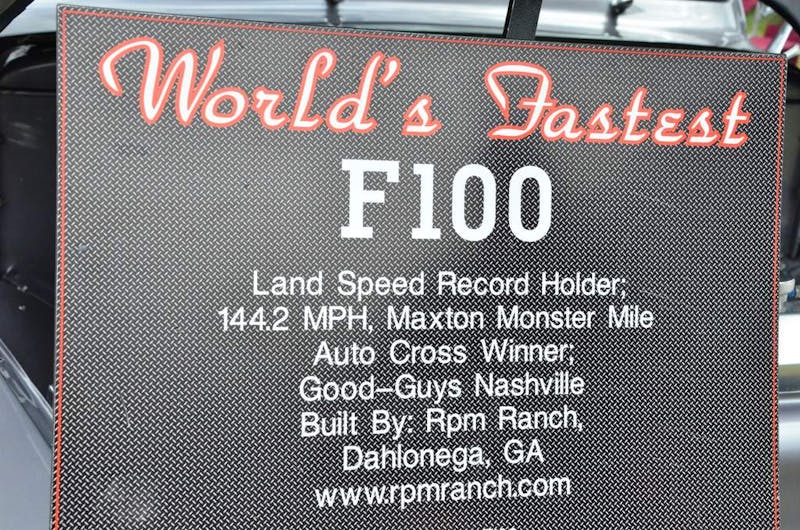 World's Fastest
F100
Land Speed Record Holder;
144.2 MPH, Maxton Monster Mile
Auto Cross Winner;
Good-Guys Nashville
Built By: Rpm Ranch,
Dahlonega, GA
www.rpmranch.com